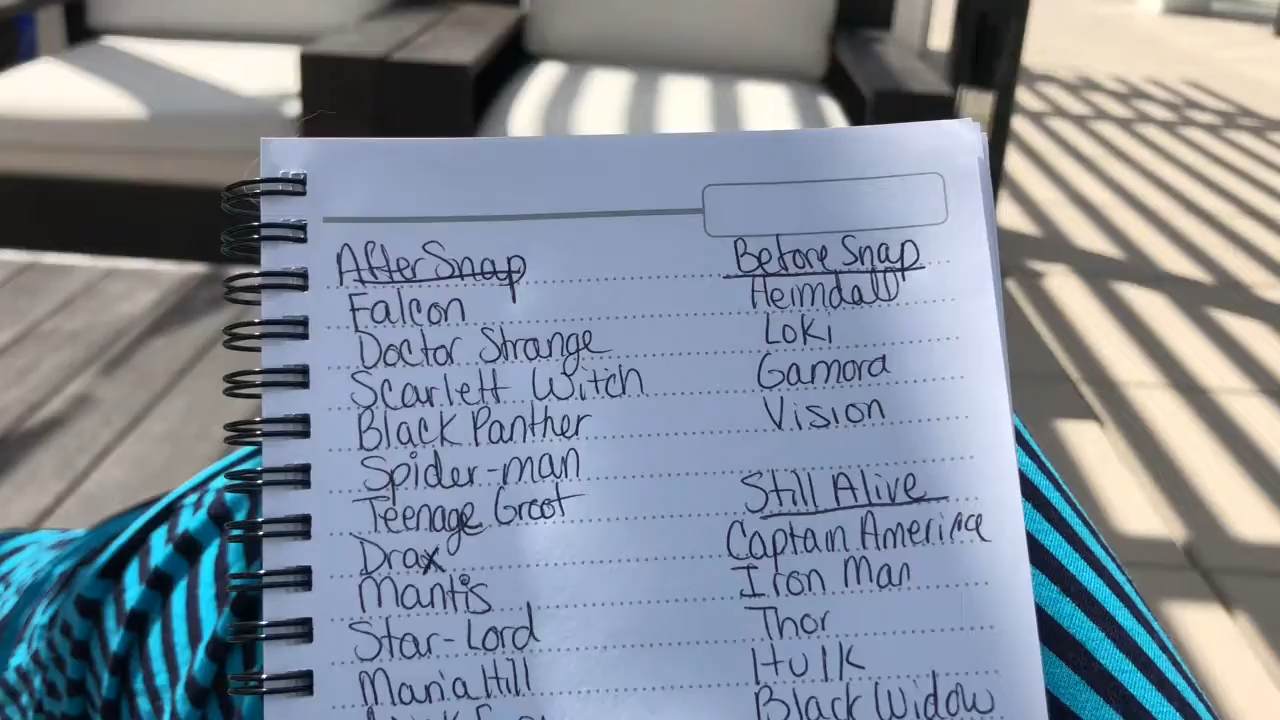 After Snap
Falcon
Doctor Strange
Scarlett Witch
Black Panther
Spider-man
Teenage Groot
Drax
Mantis
Star-Lord
Maria Hill
Before Snap
Heimdall
Loki
Gamora
Vision
Still Alive
Captain America
Iron Man
Thor
Hulk
Black Widow